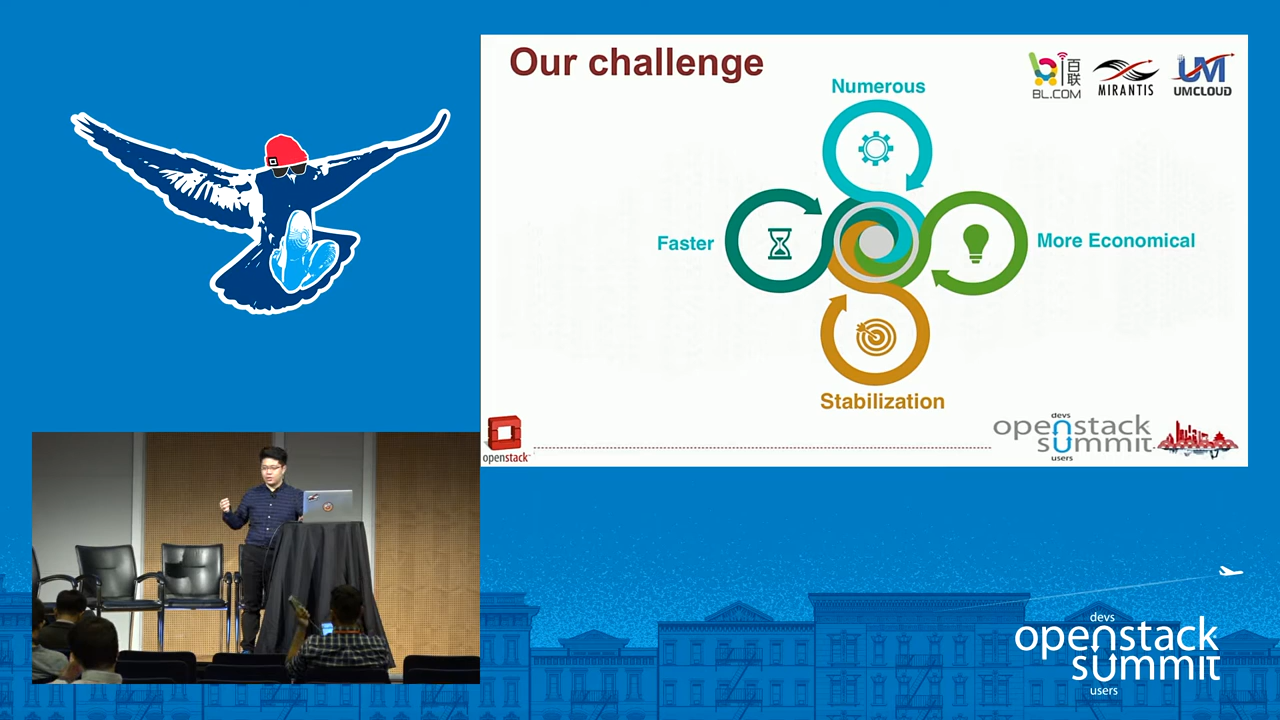 Our challenge
百联
BL.COM
MIRANTIS
UM
UMCLOUD
Numerous
Faster
More Economical
Stabilization
openstack
devs
openstack
summit
users
devs
openstack
summit
users